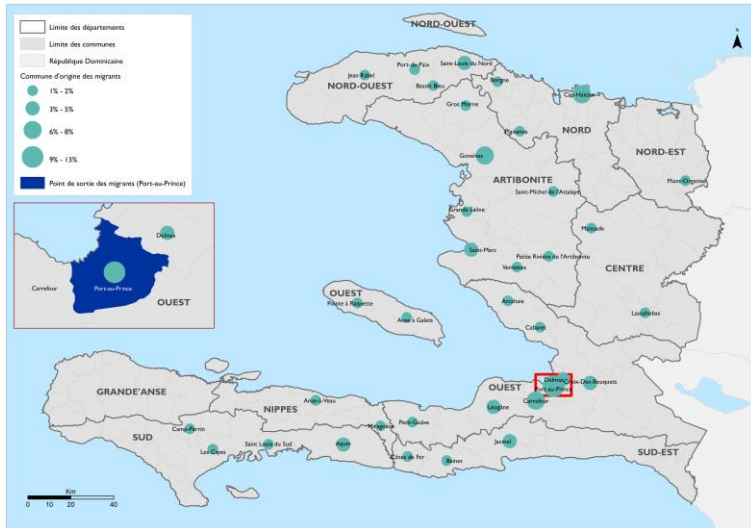 Limite des départements
Limite des communes
République Dominicaine
Commune d'origine des migrants
1% - 2%
3% - 5%
6% - 8%
9% - 13%
Point de sortie des migrants (Port-au-Prince)
Delmas
Port-au-Prince
Carrefour
OUEST
NORD-OUEST
Saint-Louis du Nord
Port-de-Paix
Jean Rabel
Bassin Bleu
NORD-OUEST
Borgne
Cap-Haïtien
Gros Morne
Plaisance
NORD
NORD-EST
Gonaives
ARTIBONITE
Mont-Organisé
Saint-Michel de l'Attalaye
Grande Saline
Maissade
Saint-Marc
Petite Rivière de l'Artibonite
Verrettes
CENTRE
OUEST
Pointe à Raquette
Anse à Galets
Arcahaie
Cabaret
Lascahobas
GRANDE'ANSE
NIPPES
Anse-à-Veau
OUEST
Delmas
Croix-Des-Bouquets
Port-au-Prince
Carrefour
Léogane
SUD
Camp-Perrin
Les Cayes
Saint Louis du Sud
Aquin
Miragoane
Petit-Goâve
Côtes de Fer
Bainet
Jacmel
SUD-EST
Km
0 10 20 40